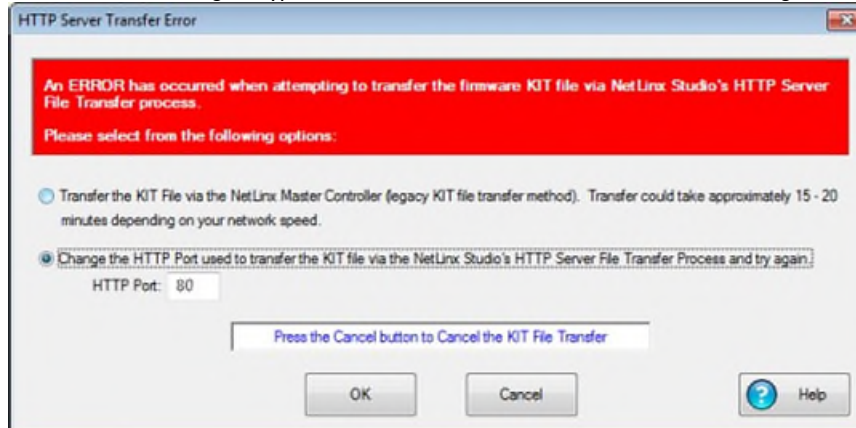 HTTP Server Transfer Error
An ERROR has occurred when attempting to transfer the firmware KIT file via NetLinx Studio's HTTP Server
File Transfer process.
Please select from the following options:
Transfer the KIT File via the NetLinx Master Controller (legacy KIT file transfer method). Transfer could take approximately 15 - 20
minutes depending on your network speed.
Change the HTTP Port used to transfer the KIT file via the NetLinx Studio's HTTP Server File Transfer Process and try again.
HTTP Port: 80
Press the Cancel button to Cancel the KIT File Transfer
OK Cancel Help